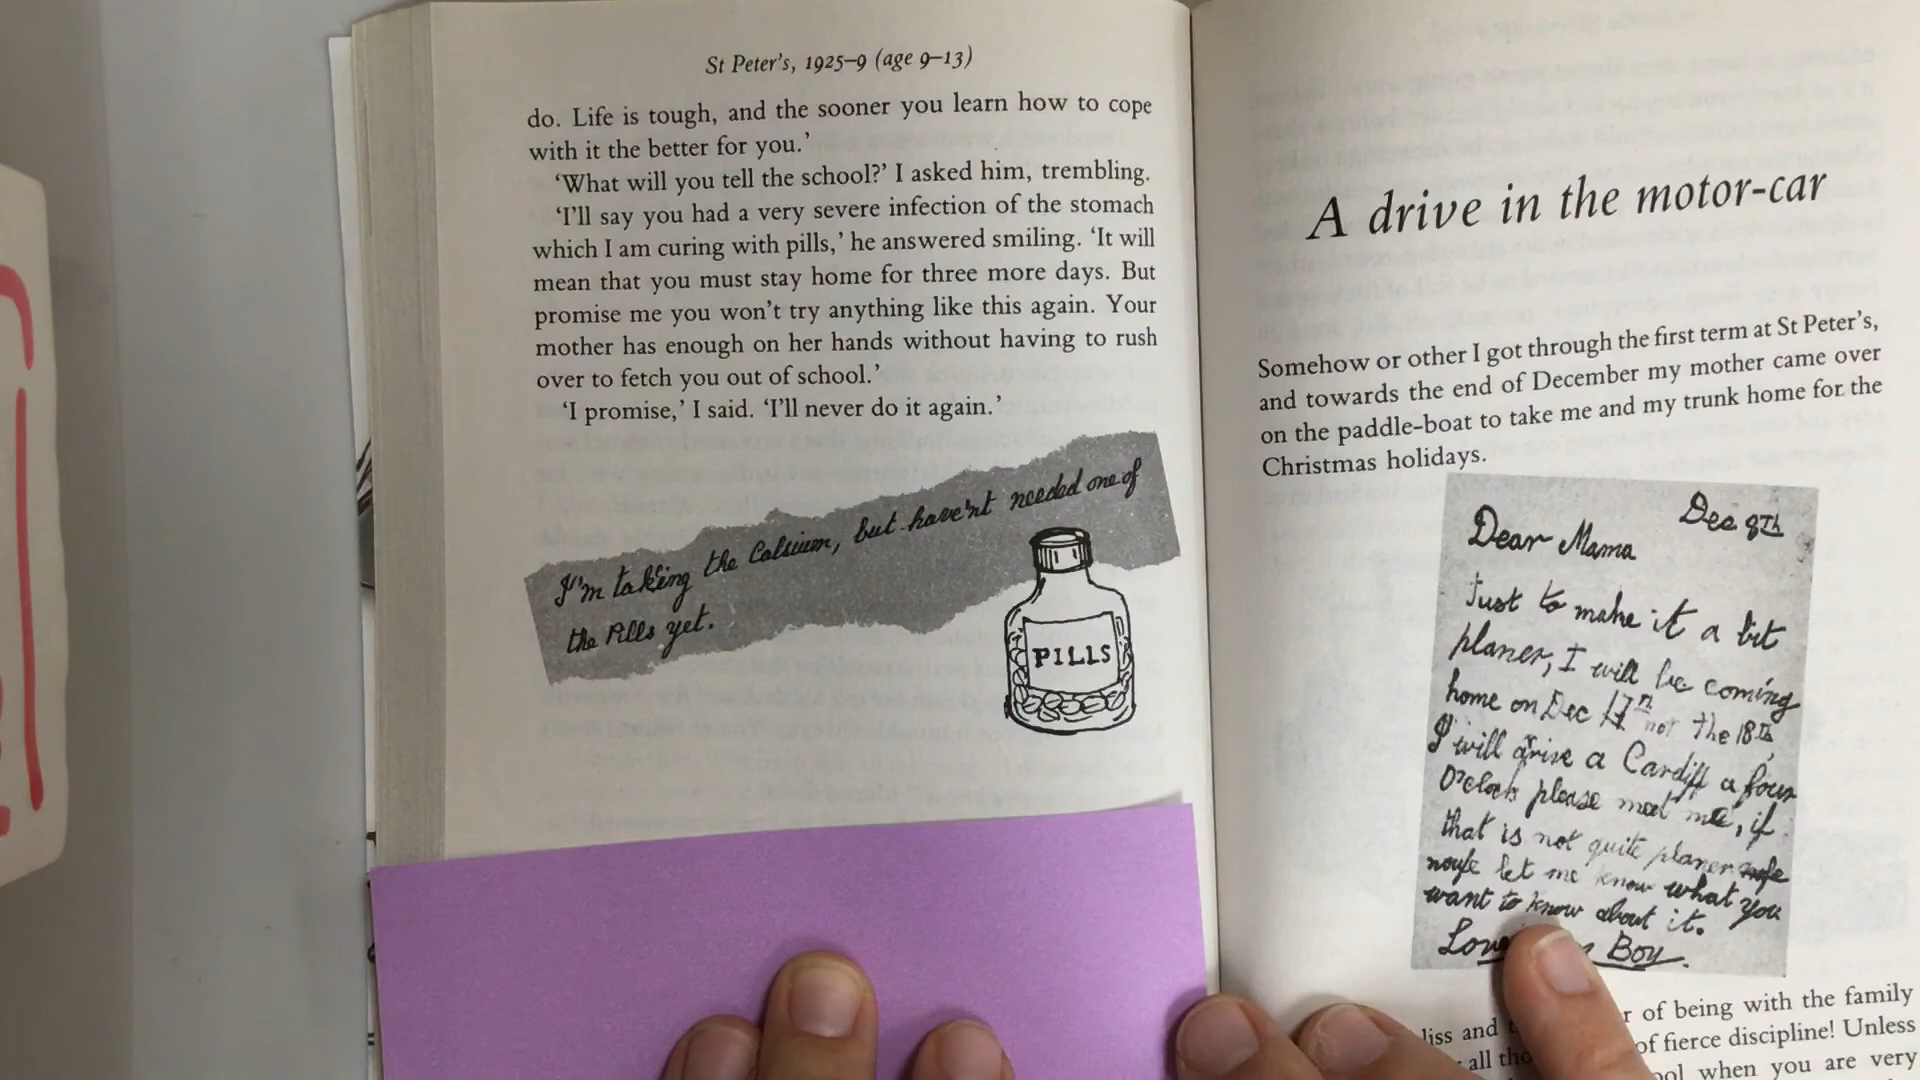 St Peter's, 1925–9 (age 9–13)
do. Life is tough, and the sooner you learn how to cope
with it the better for you.'
'What will you tell the school?' I asked him, trembling.
'I'll say you had a very severe infection of the stomach
which I am curing with pills,' he answered smiling. 'It will
mean that you must stay home for three more days. But
promise me you won't try anything like this again. Your
mother has enough on her hands without having to rush
over to fetch you out of school.'
'I promise,' I said. 'I'll never do it again.'
I'm taking the Calsium, but have'nt needed one of
the Pills yet.
PILLS
A drive in the motor-car
Somehow or other I got through the first term at St Peter's,
and towards the end of December my mother came over
on the paddle-boat to take me and my trunk home for the
Christmas holidays.
Dec 8th
Dear Mama
Just to make it a bit
planer, I will be coming
home on Dec 17th not the 18th,
I will arive a Cardiff a four
O'clock please meet me, if
that is not quite planer
noufe let me know what you
want to know about it.
Love Boy.
liss and r of being with the family
all tho of fierce discipline! Unless
ool when you are very